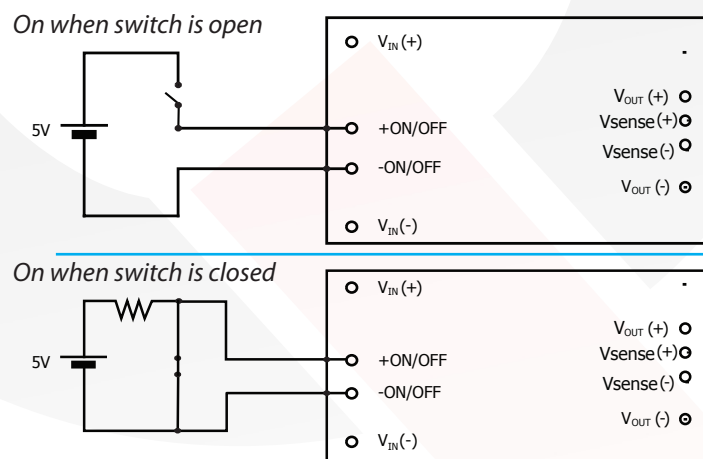 On when switch is open
V_IN (+)
V_OUT (+)
5V
+ON/OFF
Vsense (+)
-ON/OFF
Vsense (-)
V_OUT (-)
V_IN (-)
On when switch is closed
V_IN (+)
V_OUT (+)
5V
+ON/OFF
Vsense (+)
-ON/OFF
Vsense (-)
V_OUT (-)
V_IN (-)